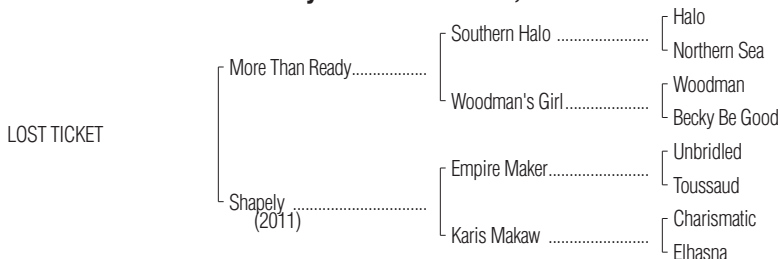 Halo
Southern Halo ......................
Northern Sea
More Than Ready..................
Woodman
Woodman's Girl....................
Becky Be Good
LOST TICKET
Unbridled
Empire Maker........................
Toussaud
Shapely ................................
(2011)
Charismatic
Karis Makaw ........................
Elhasna